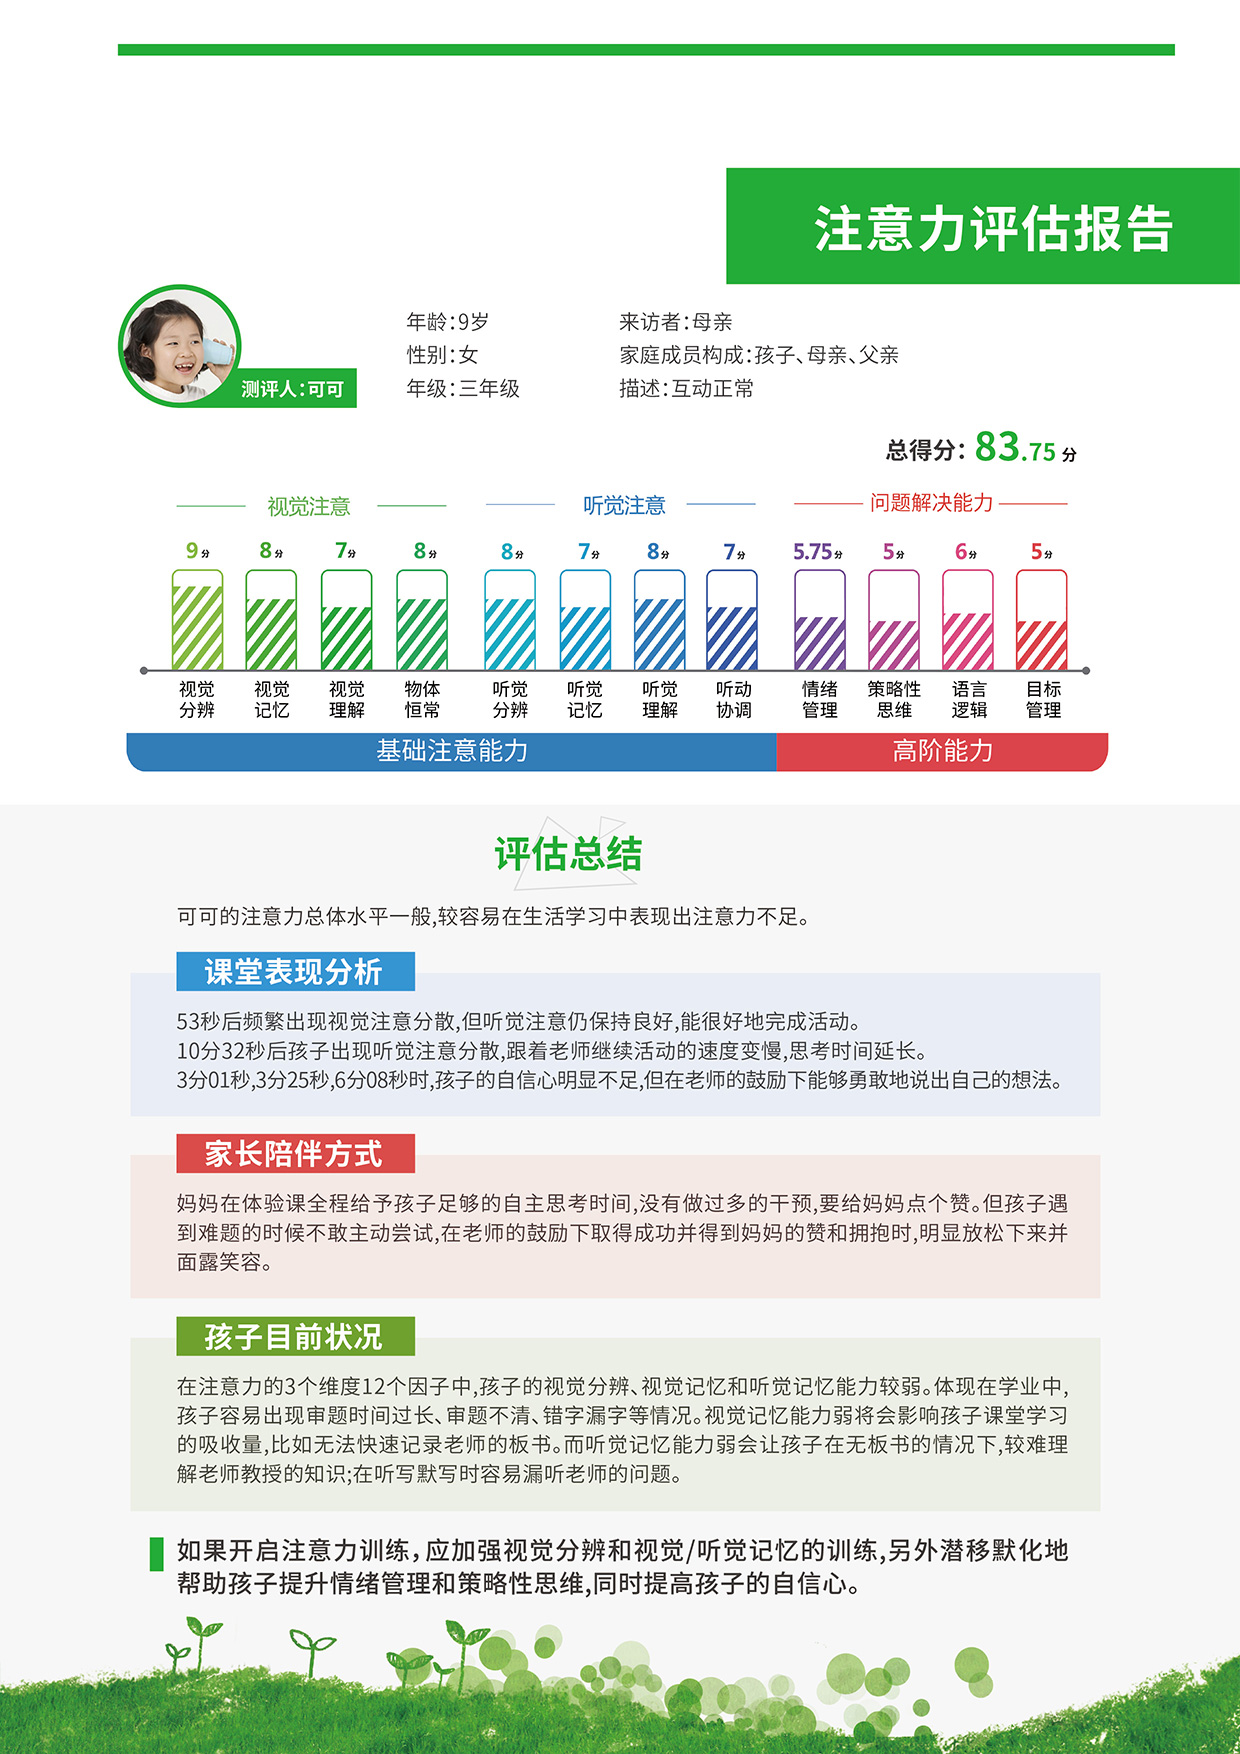 注意力评估报告
测评人:可可
年龄:9岁
性别:女
年级:三年级
来访者:母亲
家庭成员构成:孩子、母亲、父亲
描述:互动正常
总得分: 83.75 分
视觉注意
听觉注意
问题解决能力
9分 8分 7分 8分 8分 7分 8分 7分 5.75分 5分 6分 5分
视觉 视觉 视觉 物体 听觉 听觉 听觉 听动 情绪 策略性 语言 目标
分辨 记忆 理解 恒常 分辨 记忆 理解 协调 管理 思维 逻辑 管理
基础注意能力
高阶能力
评估总结
可可的注意力总体水平一般,较容易在生活学习中表现出注意力不足。
课堂表现分析
53秒后频繁出现视觉注意分散,但听觉注意仍保持良好,能很好地完成活动。
10分32秒后孩子出现听觉注意分散,跟着老师继续活动的速度变慢,思考时间延长。
3分01秒,3分25秒,6分08秒时,孩子的自信心明显不足,但在老师的鼓励下能够勇敢地说出自己的想法。
家长陪伴方式
妈妈在体验课全程给予孩子足够的自主思考时间,没有做过多的干预,要给妈妈点个赞。但孩子遇
到难题的时候不敢主动尝试,在老师的鼓励下取得成功并得到妈妈的赞和拥抱时,明显放松下来并
面露笑容。
孩子目前状况
在注意力的3个维度12个因子中,孩子的视觉分辨、视觉记忆和听觉记忆能力较弱。体现在学业中,
孩子容易出现审题时间过长、审题不清、错字漏字等情况。视觉记忆能力弱将会影响孩子课堂学习
的吸收量,比如无法快速记录老师的板书。而听觉记忆能力弱会让孩子在无板书的情况下,较难理
解老师教授的知识;在听写默写时容易漏听老师的问题。
如果开启注意力训练，应加强视觉分辨和视觉/听觉记忆的训练,另外潜移默化地
帮助孩子提升情绪管理和策略性思维,同时提高孩子的自信心。